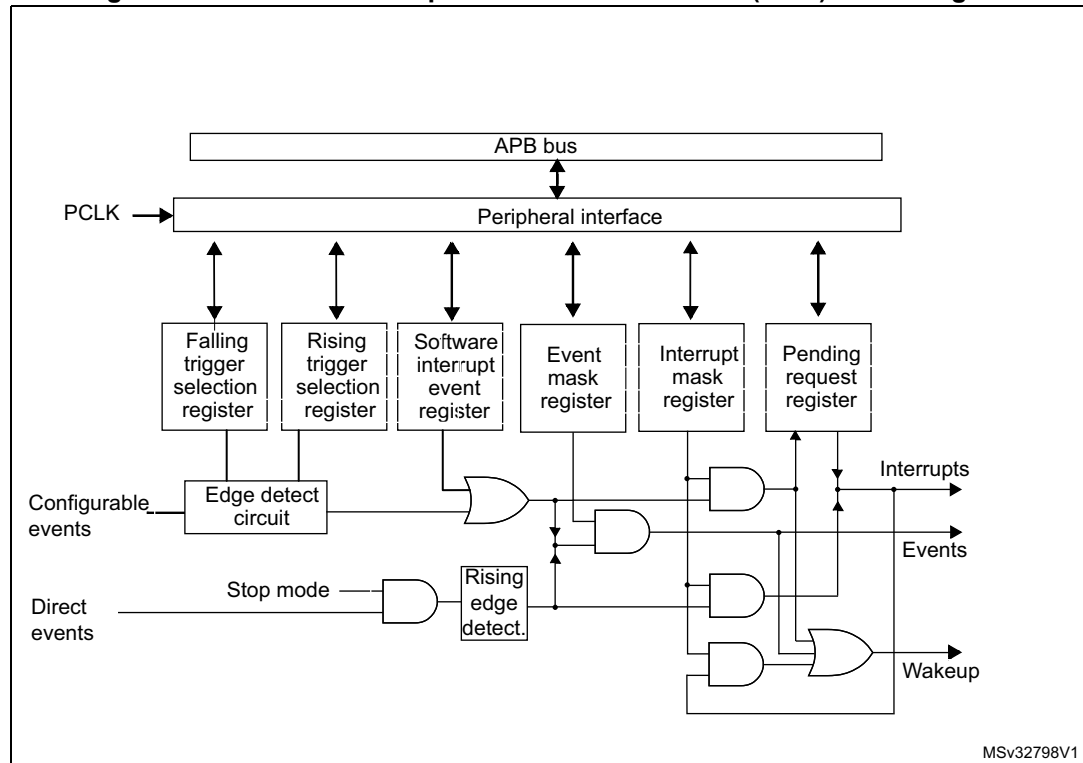 APB bus
PCLK
Peripheral interface
Falling
trigger
selection
register
Rising
trigger
selection
register
Software
interrupt
event
register
Event
mask
register
Interrupt
mask
register
Pending
request
register
Interrupts
Configurable
events
Edge detect
circuit
Events
Stop mode
Rising
edge
detect.
Direct
events
Wakeup
MSv32798V1